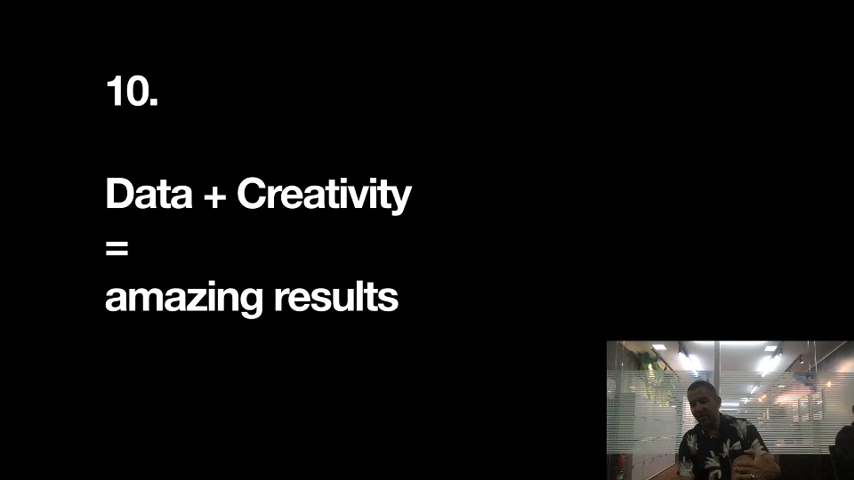 10.
Data + Creativity
=
amazing results